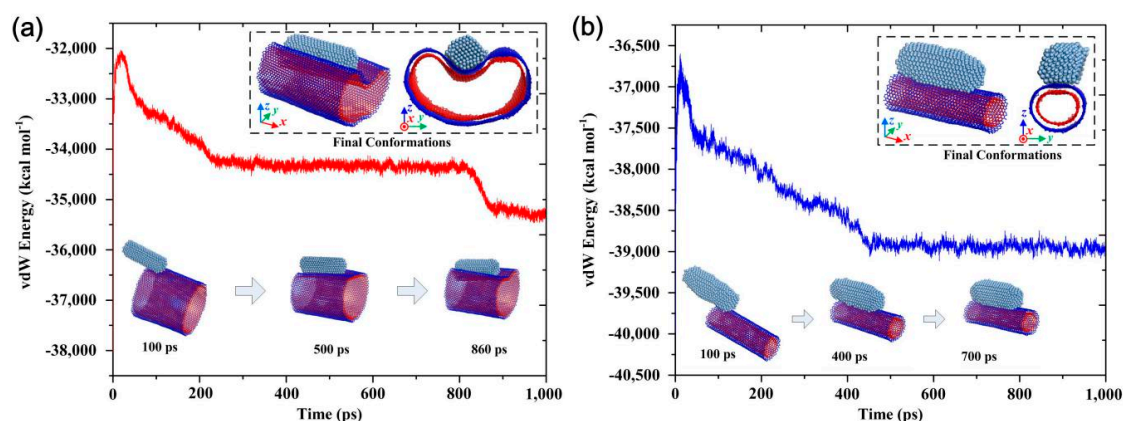 (a)
-32,000
-33,000
-34,000
-35,000
-36,000
-37,000
-38,000
vdW Energy (kcal mol⁻¹)
z
y
x
z
x
y
Final Conformations
100 ps
500 ps
860 ps
0
200
400
600
800
1,000
Time (ps)
(b)
-36,500
-37,000
-37,500
-38,000
-38,500
-39,000
-39,500
-40,000
-40,500
vdW Energy (kcal mol⁻¹)
z
y
x
z
x
y
Final Conformations
100 ps
400 ps
700 ps
0
200
400
600
800
1,000
Time (ps)